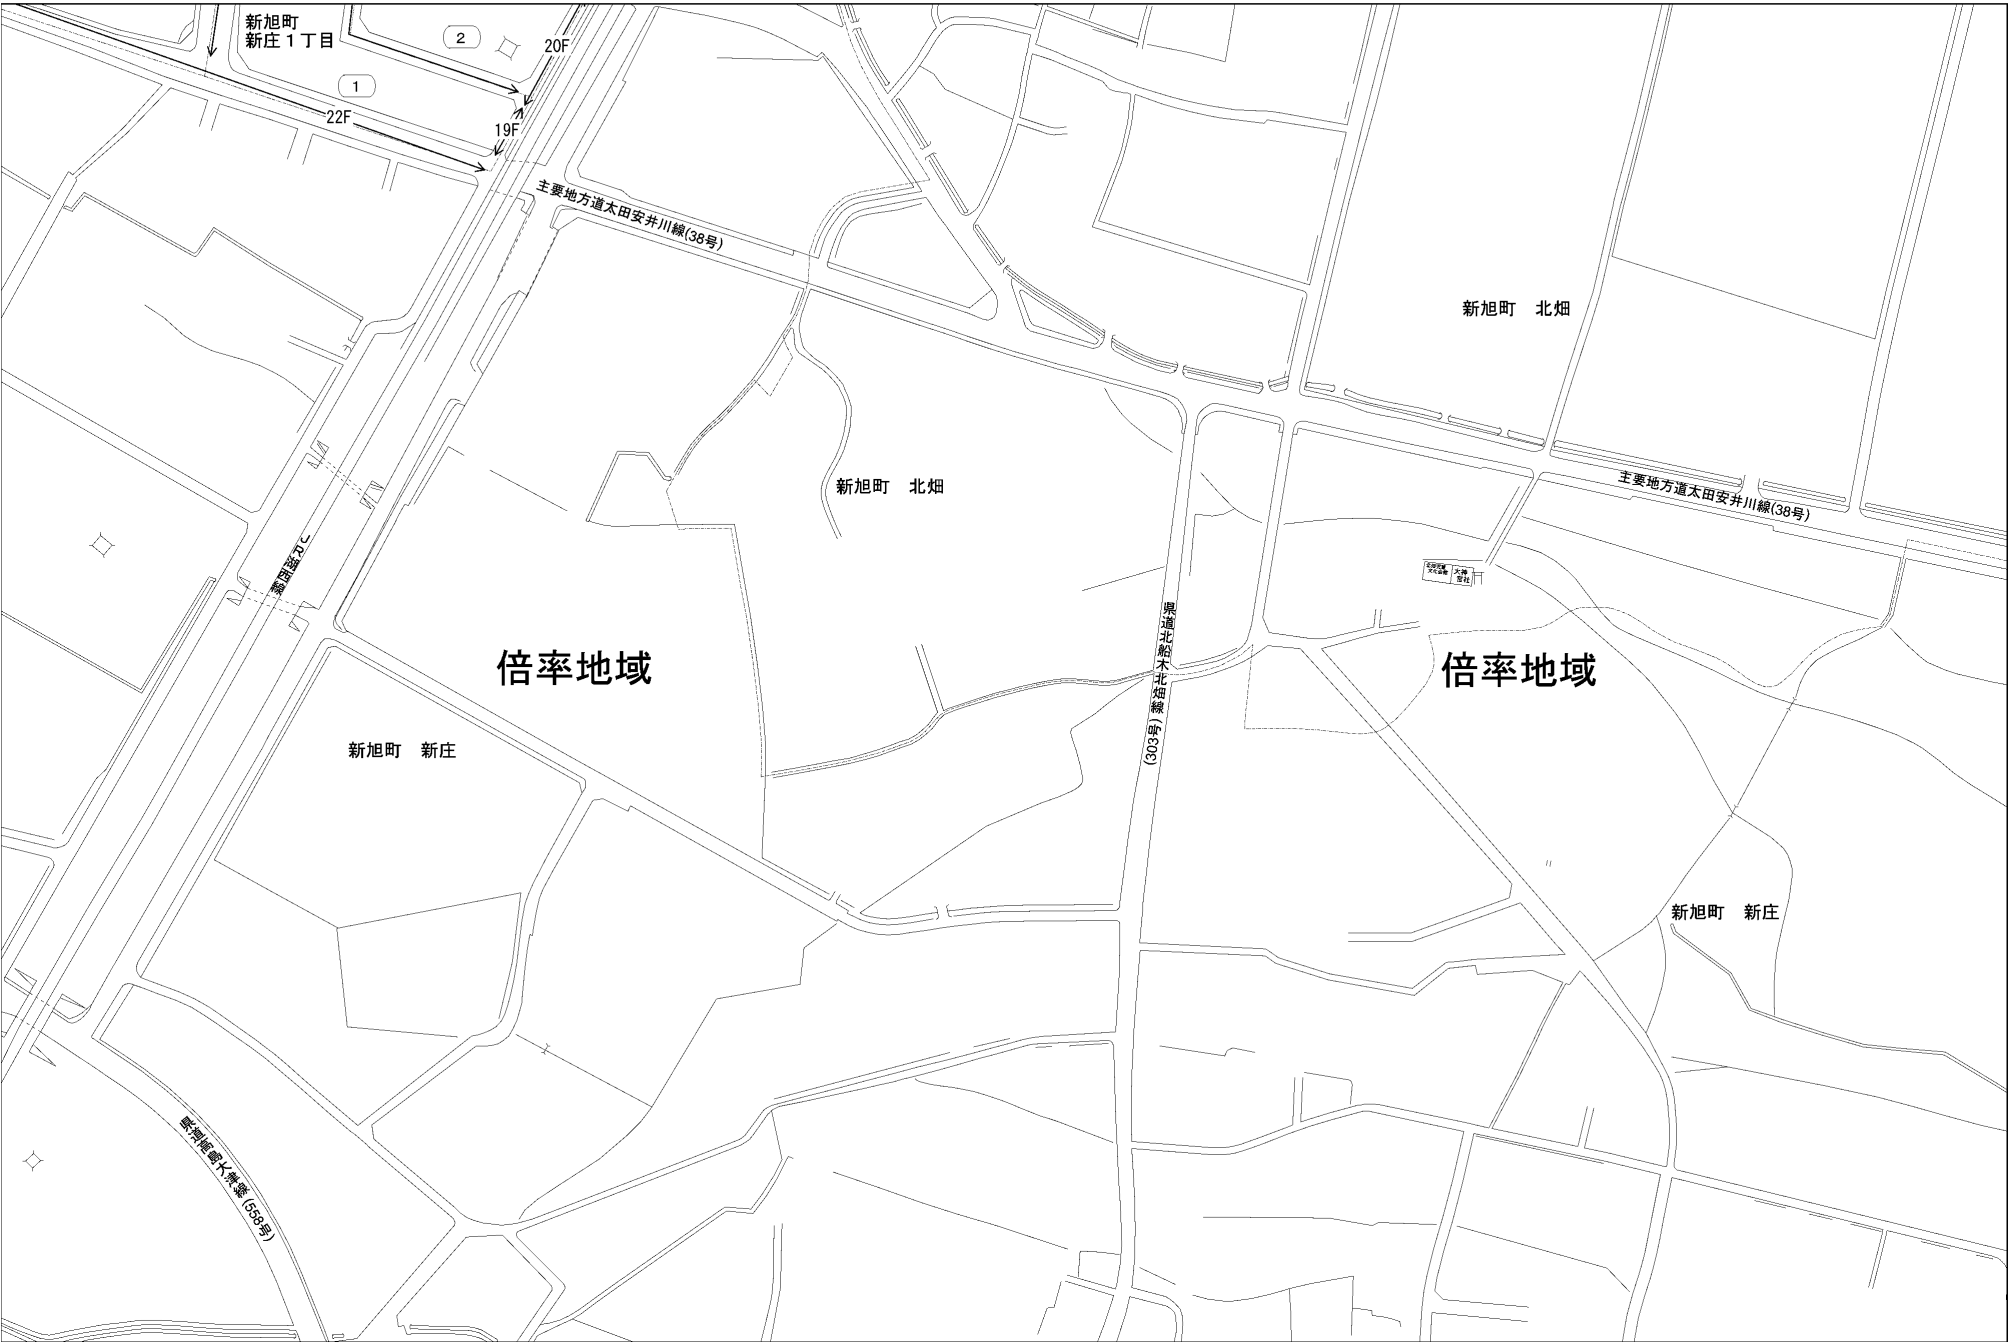 新旭町
新庄1丁目
2
20F
1
22F
19F
主要地方道太田安井川線(38号)
新旭町　北畑
新旭町　北畑
主要地方道太田安井川線(38号)
JR湖西線
大神
宮社
県道北船木北畑線(303号)
倍率地域
倍率地域
新旭町　新庄
新旭町　新庄
県道高島大津線(558号)